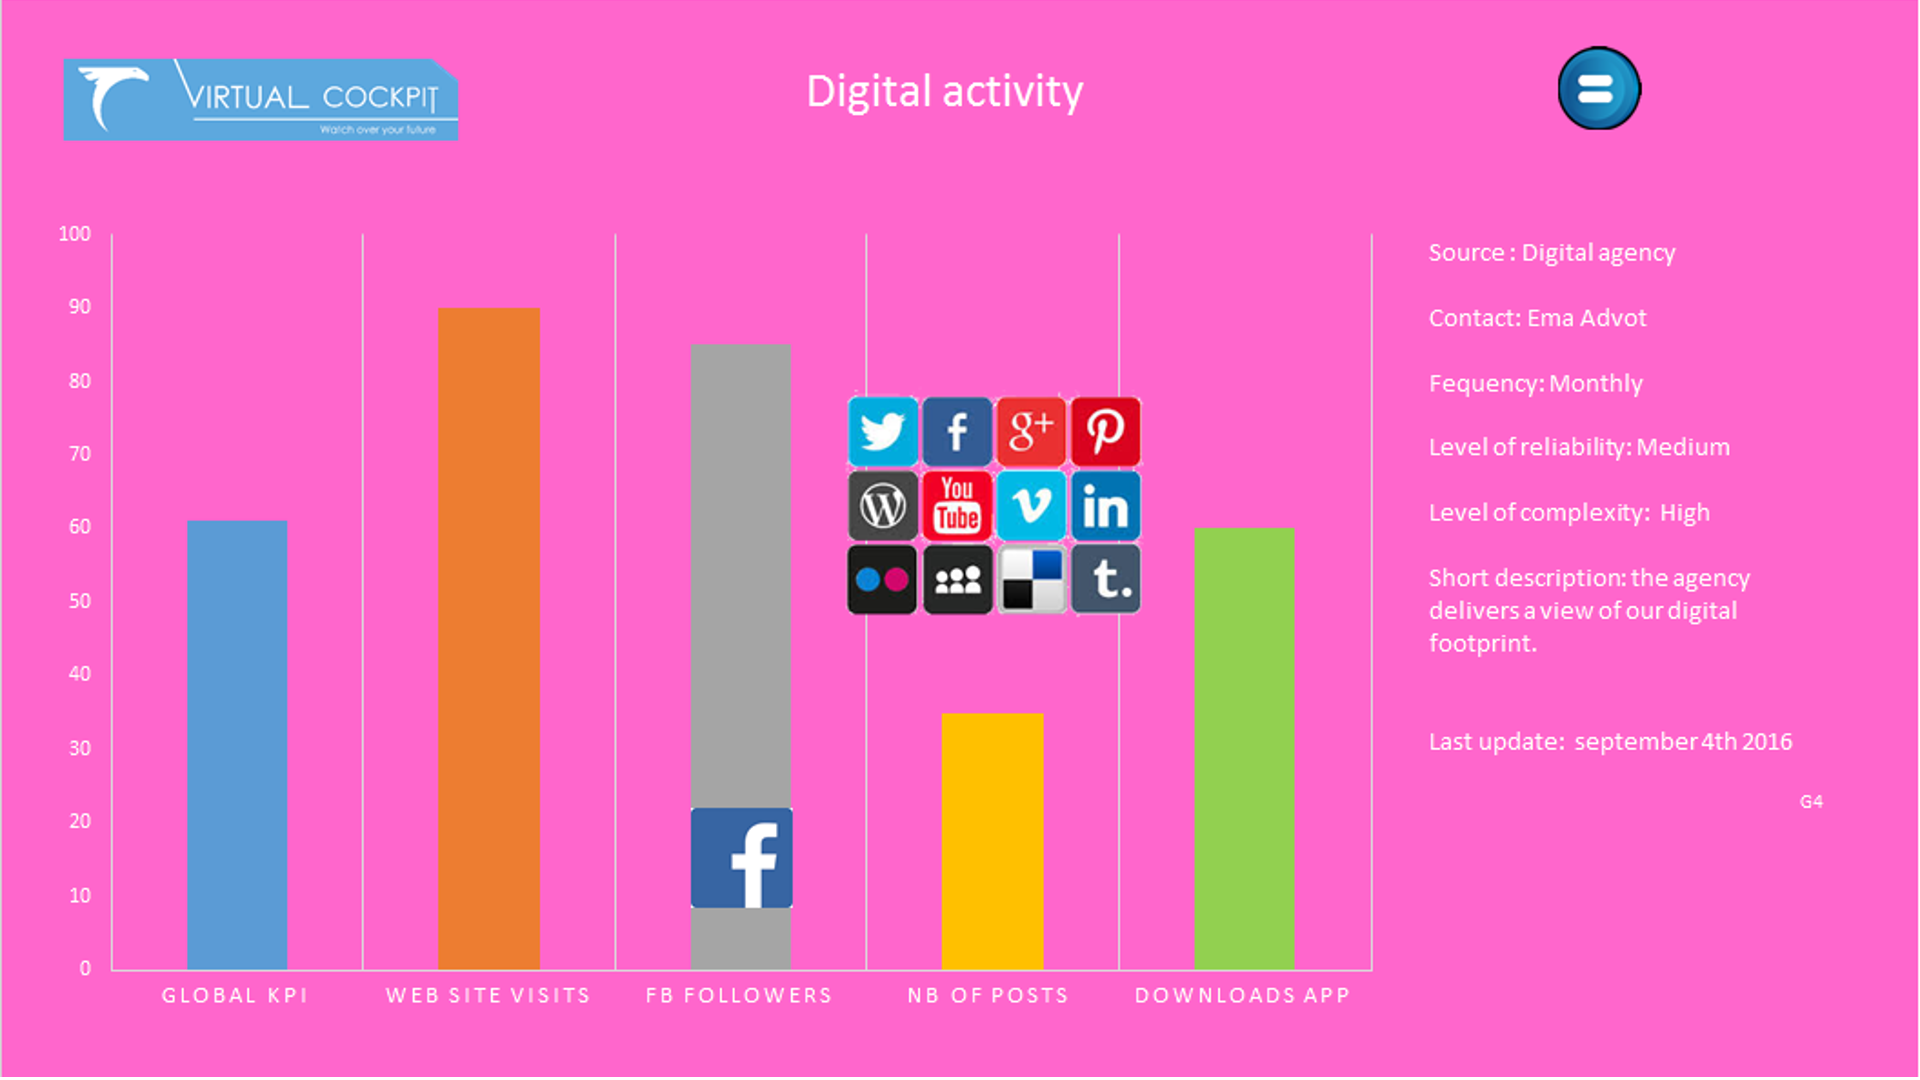 VIRTUAL COCKPIT
Watch over your future
Digital activity
100
90
80
70
60
50
40
30
20
10
0
GLOBAL KPI
WEB SITE VISITS
FB FOLLOWERS
NB OF POSTS
DOWNLOADS APP
f
g+
You
Tube
in
t.
f
Source : Digital agency
Contact: Ema Advot
Fequency: Monthly
Level of reliability: Medium
Level of complexity: High
Short description: the agency
delivers a view of our digital
footprint.
Last update: september 4th 2016
G4